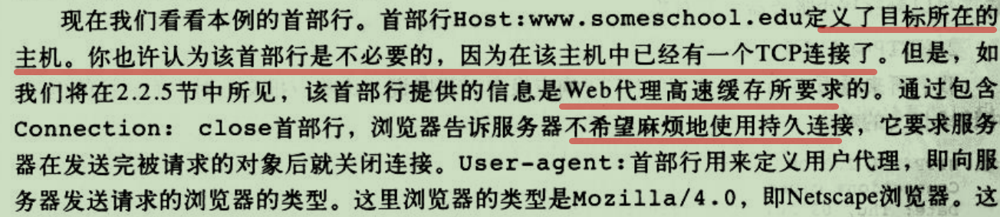 现在我们看看本例的首部行。首部行Host:www.someschool.edu定义了目标所在的
主机。你也许认为该首部行是不必要的，因为在该主机中已经有一个TCP连接了。但是，如
我们将在2.2.5节中所见，该首部行提供的信息是Web代理高速缓存所要求的。通过包含
Connection: close首部行，浏览器告诉服务器不希望麻烦地使用持久连接，它要求服务
器在发送完被请求的对象后就关闭连接。User-agent:首部行用来定义用户代理，即向服
务器发送请求的浏览器的类型。这里浏览器的类型是Mozilla/4.0，即Netscape浏览器。这